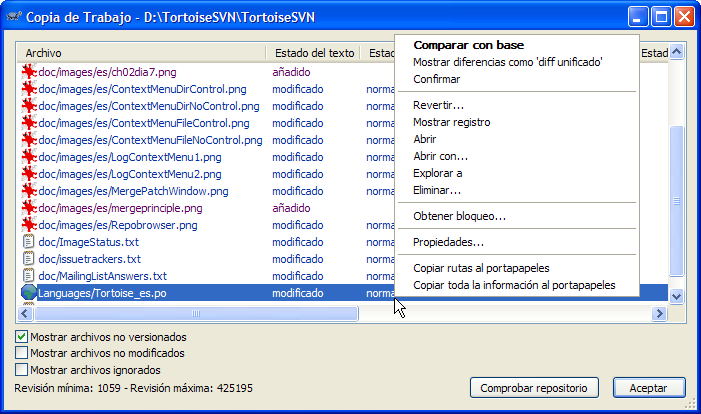 Copia de Trabajo - D:\TortoiseSVN\TortoiseSVN
Archivo Estado del texto Estad Estad
doc/images/es/ch02dia7.png añadido
doc/images/es/ContextMenuDirControl.png modificado norma
doc/images/es/ContextMenuDirNoControl.png modificado norma
doc/images/es/ContextMenuFileControl.png modificado norma
doc/images/es/ContextMenuFileNoControl.png modificado norma
doc/images/es/LogContextMenu1.png modificado norma
doc/images/es/LogContextMenu2.png modificado norma
doc/images/es/MergePatchWindow.png modificado norma
doc/images/es/mergeprinciple.png añadido
doc/images/es/Repobrowser.png modificado norma
doc/ImageStatus.txt modificado norma
doc/issuetrackers.txt modificado norma
doc/MailingListAnswers.txt modificado norma
Languages/Tortoise_es.po modificado norma
Comparar con base
Mostrar diferencias como 'diff unificado'
Confirmar
Revertir...
Mostrar registro
Abrir
Abrir con...
Explorar a
Eliminar...
Obtener bloqueo...
Propiedades...
Copiar rutas al portapapeles
Copiar toda la información al portapapeles
Mostrar archivos no versionados
Mostrar archivos no modificados
Mostrar archivos ignorados
Revisión mínima: 1059 - Revisión máxima: 425195
Comprobar repositorio
Aceptar